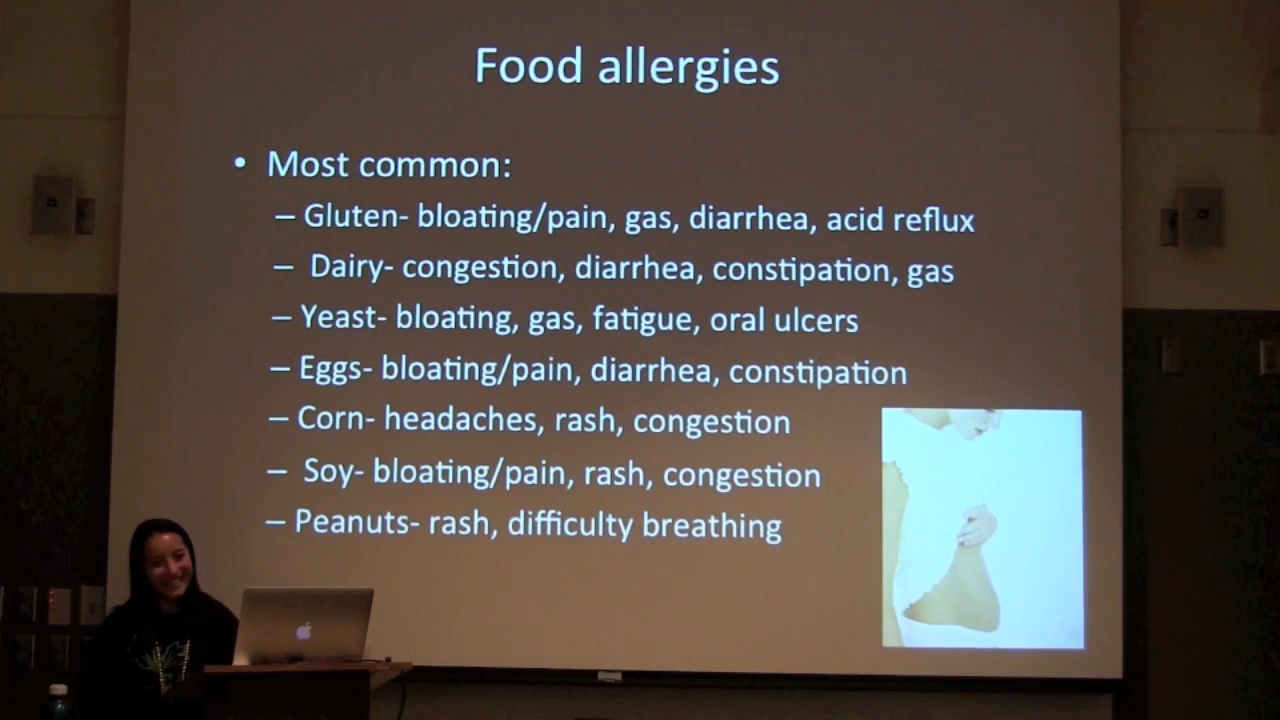 Food allergies
• Most common:
– Gluten- bloating/pain, gas, diarrhea, acid reflux
– Dairy- congestion, diarrhea, constipation, gas
– Yeast- bloating, gas, fatigue, oral ulcers
– Eggs- bloating/pain, diarrhea, constipation
– Corn- headaches, rash, congestion
– Soy- bloating/pain, rash, congestion
– Peanuts- rash, difficulty breathing